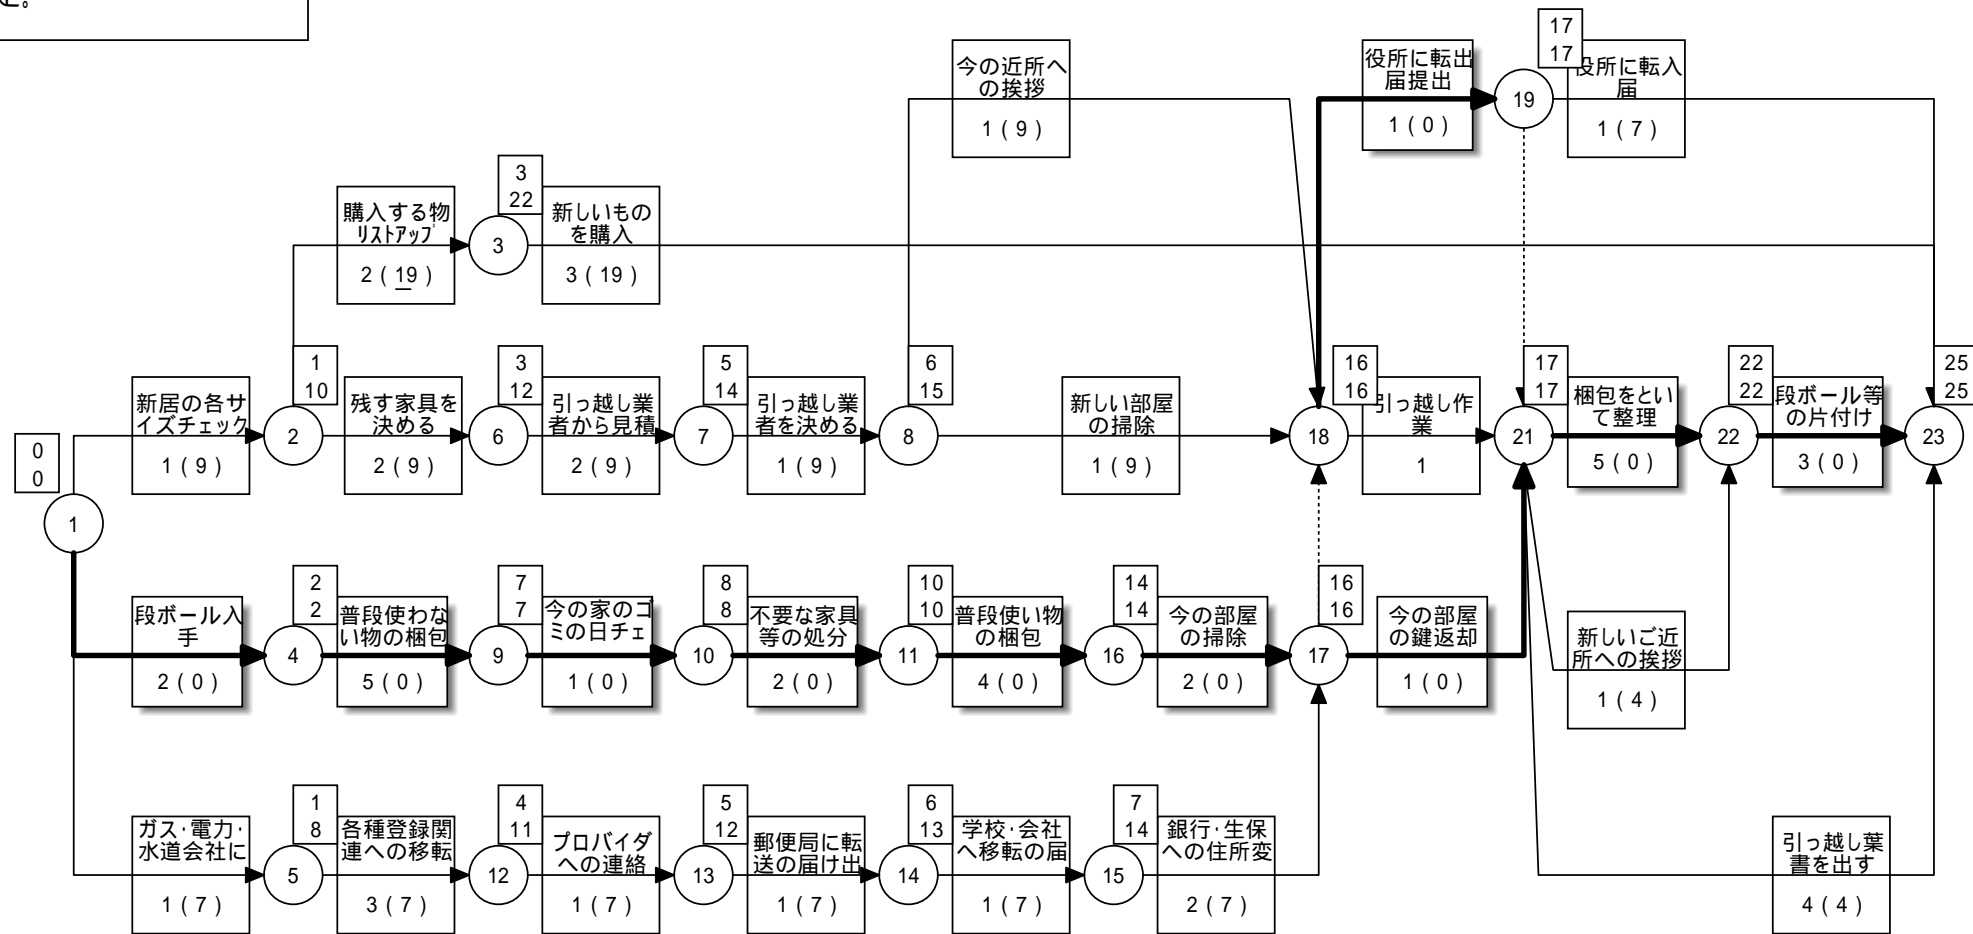 17
17
今の近所へ
の挨拶
1 ( 9 )
役所に転出
届提出
1 ( 0 )
19
役所に転入
届
1 ( 7 )
3
22
購入する物
リストアップ
2 ( 19 )
3
新しいもの
を購入
3 ( 19 )
0
0
1
新居の各サ
イズチェック
1 ( 9 )
1
10
2
残す家具を
決める
2 ( 9 )
3
12
6
引っ越し業
者から見積
2 ( 9 )
5
14
7
引っ越し業
者を決める
1 ( 9 )
6
15
8
新しい部屋
の掃除
1 ( 9 )
18
16
16
引っ越し作
業
1
17
17
21
梱包をとい
て整理
5 ( 0 )
22
22
22
段ボール等
の片付け
3 ( 0 )
25
25
23
段ボール入
手
2 ( 0 )
2
2
4
普段使わな
い物の梱包
5 ( 0 )
7
7
9
今の家のゴ
ミの日チェ
1 ( 0 )
8
8
10
不要な家具
等の処分
2 ( 0 )
10
10
11
普段使い物
の梱包
4 ( 0 )
14
14
16
今の部屋
の掃除
2 ( 0 )
16
16
17
今の部屋
の鍵返却
1 ( 0 )
新しいご近
所への挨拶
1 ( 4 )
ガス・電力・
水道会社に
1 ( 7 )
1
8
5
各種登録関
連への移転
3 ( 7 )
4
11
12
プロバイダ
への連絡
1 ( 7 )
5
12
13
郵便局に転
送の届け出
1 ( 7 )
6
13
14
学校・会社
へ移転の届
1 ( 7 )
7
14
15
銀行・生保
への住所変
2 ( 7 )
引っ越し葉
書を出す
4 ( 4 )